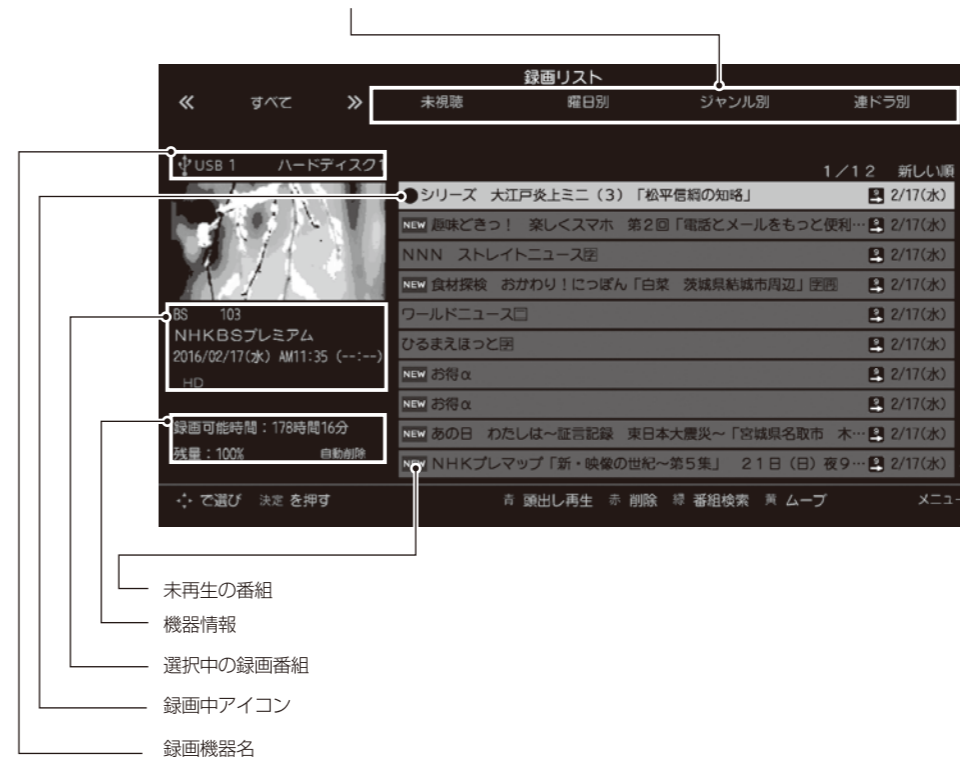 録画リスト
≪ すべて ≫ 未視聴 曜日別 ジャンル別 連ドラ別
USB 1 ハードディスク1
1/12 新しい順
シリーズ 大江戸炎上ミニ(3)「松平信綱の知略」 2/17(水)
NEW 趣味どきっ! 楽しくスマホ 第2回「電話とメールをもっと便利… 2/17(水)
NNN ストレイトニュース字 2/17(水)
NEW 食材探検 おかわり!にっぽん「白菜 茨城県結城市周辺」 2/17(水)
ワールドニュース 2/17(水)
ひるまえほっと 2/17(水)
NEW お得α 2/17(水)
NEW お得α 2/17(水)
NEW あの日 わたしは~証言記録 東日本大震災~「宮城県名取市 木… 2/17(水)
NEW NHKプレマップ「新・映像の世紀~第5集」 21日(日)夜9… 2/17(水)
BS 103
NHKBSプレミアム
2016/02/17(水) AM11:35 (--:--)
HD
録画可能時間:178時間16分
残量:100% 自動削除
で選び 決定 を押す 青 頭出し再生 赤 削除 緑 番組検索 黄 ムーブ メニュー
未再生の番組
機器情報
選択中の録画番組
録画中アイコン
録画機器名